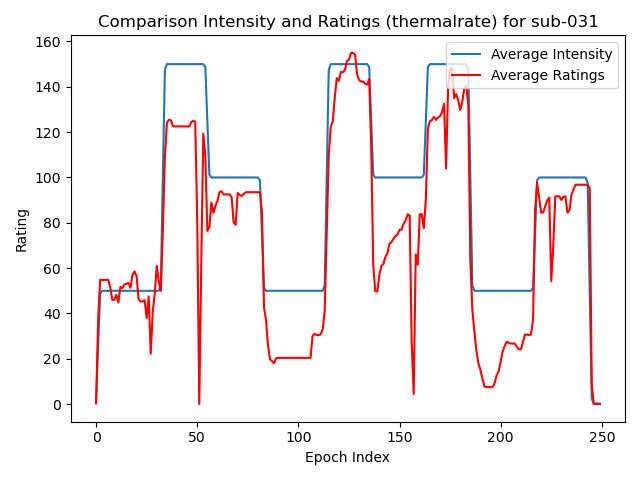 Comparison Intensity and Ratings (thermalrate) for sub-031
Average Intensity
Average Ratings
160
140
120
100
80
60
40
20
0
Rating
0 50 100 150 200 250
Epoch Index